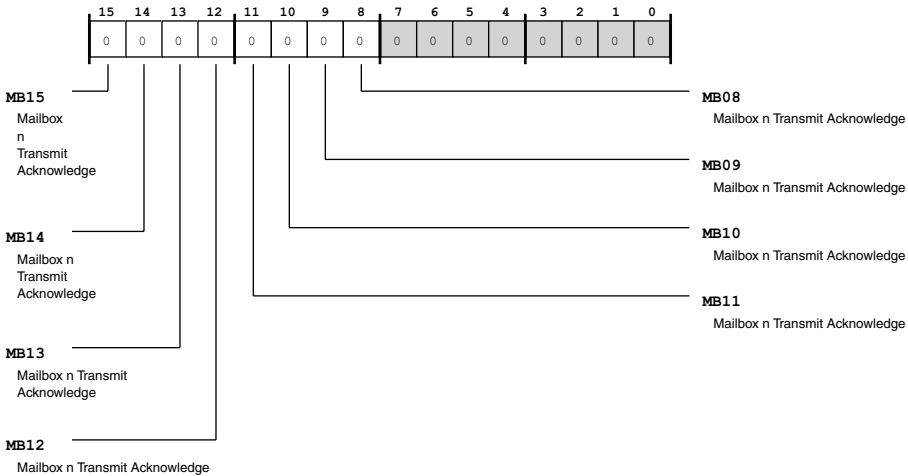 15 14 13 12 11 10 9 8 7 6 5 4 3 2 1 0
0 0 0 0 0 0 0 0 0 0 0 0 0 0 0 0
MB15
Mailbox
n
Transmit
Acknowledge
MB14
Mailbox n
Transmit
Acknowledge
MB13
Mailbox n Transmit
Acknowledge
MB12
Mailbox n Transmit Acknowledge
MB08
Mailbox n Transmit Acknowledge
MB09
Mailbox n Transmit Acknowledge
MB10
Mailbox n Transmit Acknowledge
MB11
Mailbox n Transmit Acknowledge